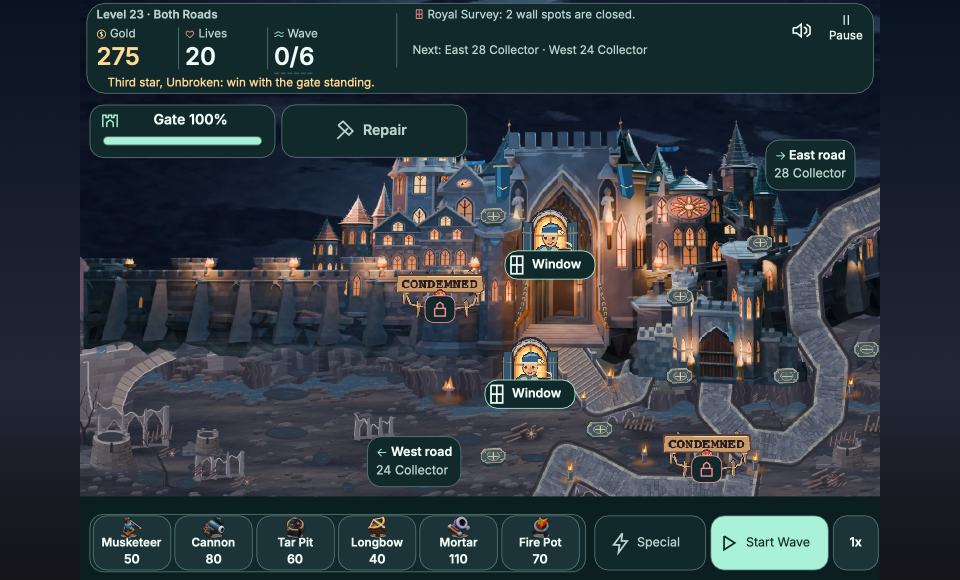 Level 23 · Both Roads
Gold
275
Lives
20
Wave
0/6
Third star, Unbroken: win with the gate standing.
Royal Survey: 2 wall spots are closed.
Next: East 28 Collector · West 24 Collector
Pause
Gate 100%
Repair
→ East road
28 Collector
Window
CONDEMNED
Window
← West road
24 Collector
CONDEMNED
Musketeer
50
Cannon
80
Tar Pit
60
Longbow
40
Mortar
110
Fire Pot
70
Special
Start Wave
1x